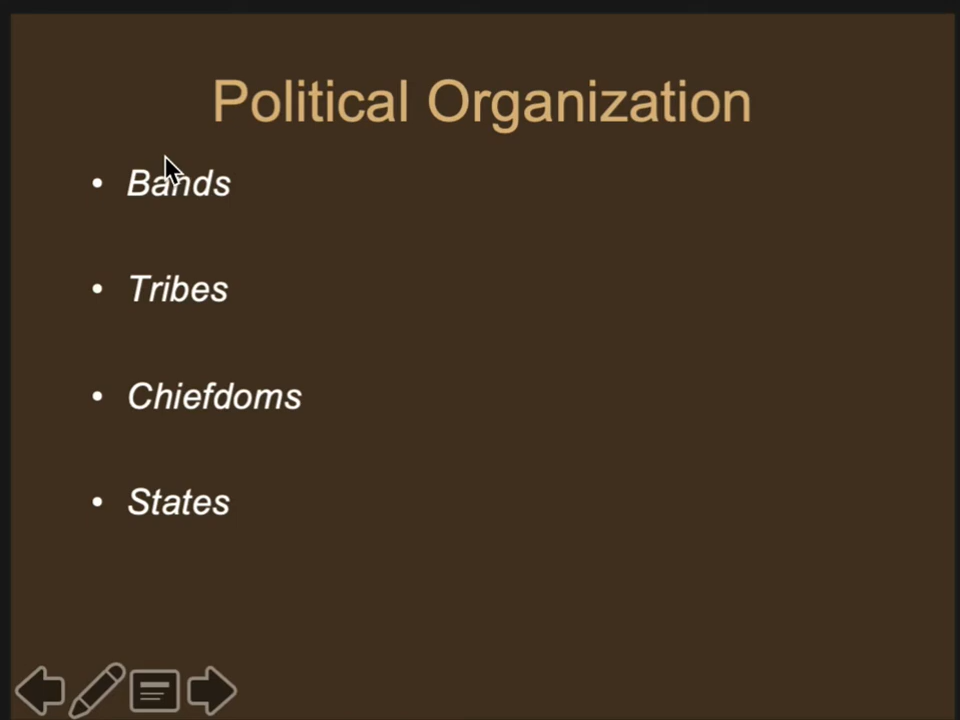 Political Organization
• Bands
• Tribes
• Chiefdoms
• States